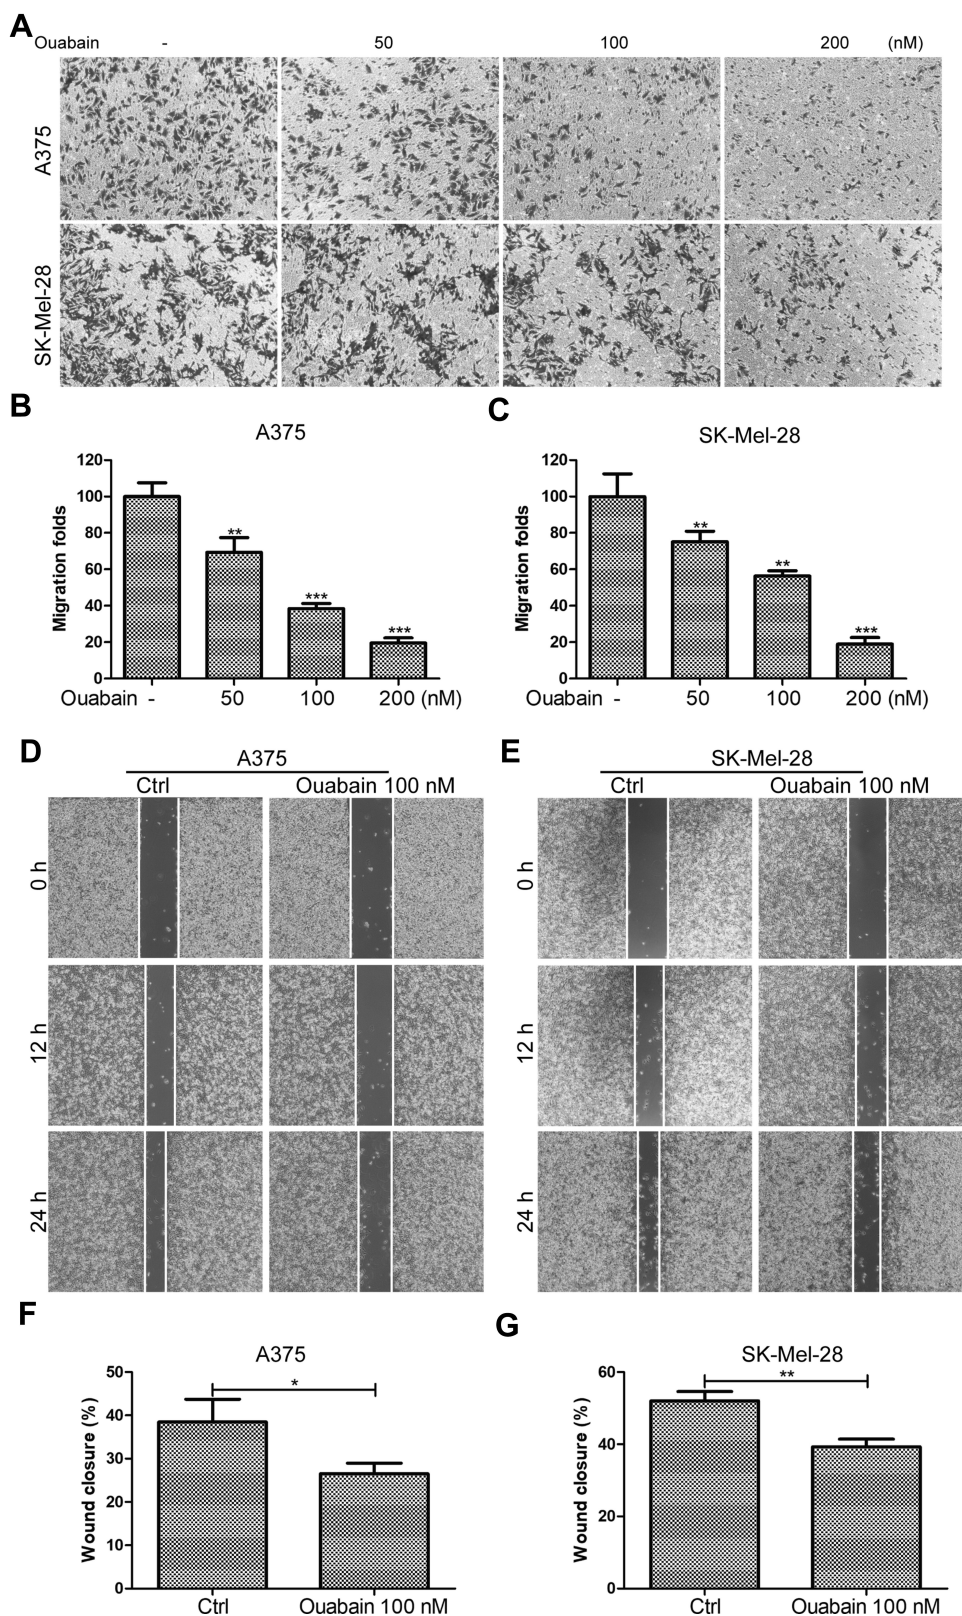 A
Ouabain - 50 100 200 (nM)
A375
SK-Mel-28
B
A375
Migration folds
120
100
80
60
40
20
0
**
***
***
Ouabain - 50 100 200 (nM)
C
SK-Mel-28
Migration folds
120
100
80
60
40
20
0
**
**
***
Ouabain - 50 100 200 (nM)
D
A375
Ctrl Ouabain 100 nM
0 h
12 h
24 h
E
SK-Mel-28
Ctrl Ouabain 100 nM
0 h
12 h
24 h
F
A375
Wound closure (%)
50
40
30
20
10
0
*
Ctrl Ouabain 100 nM
G
SK-Mel-28
Wound closure (%)
60
40
20
0
**
Ctrl Ouabain 100 nM